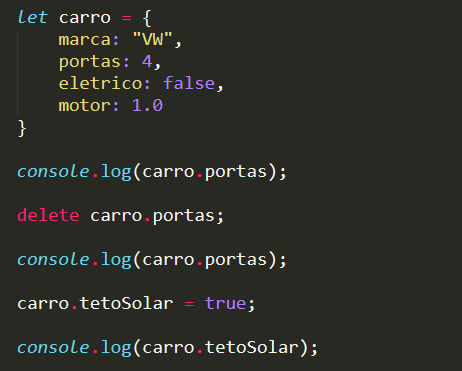 let carro = {
    marca: "VW",
    portas: 4,
    eletrico: false,
    motor: 1.0
}
console.log(carro.portas);
delete carro.portas;
console.log(carro.portas);
carro.tetoSolar = true;
console.log(carro.tetoSolar);